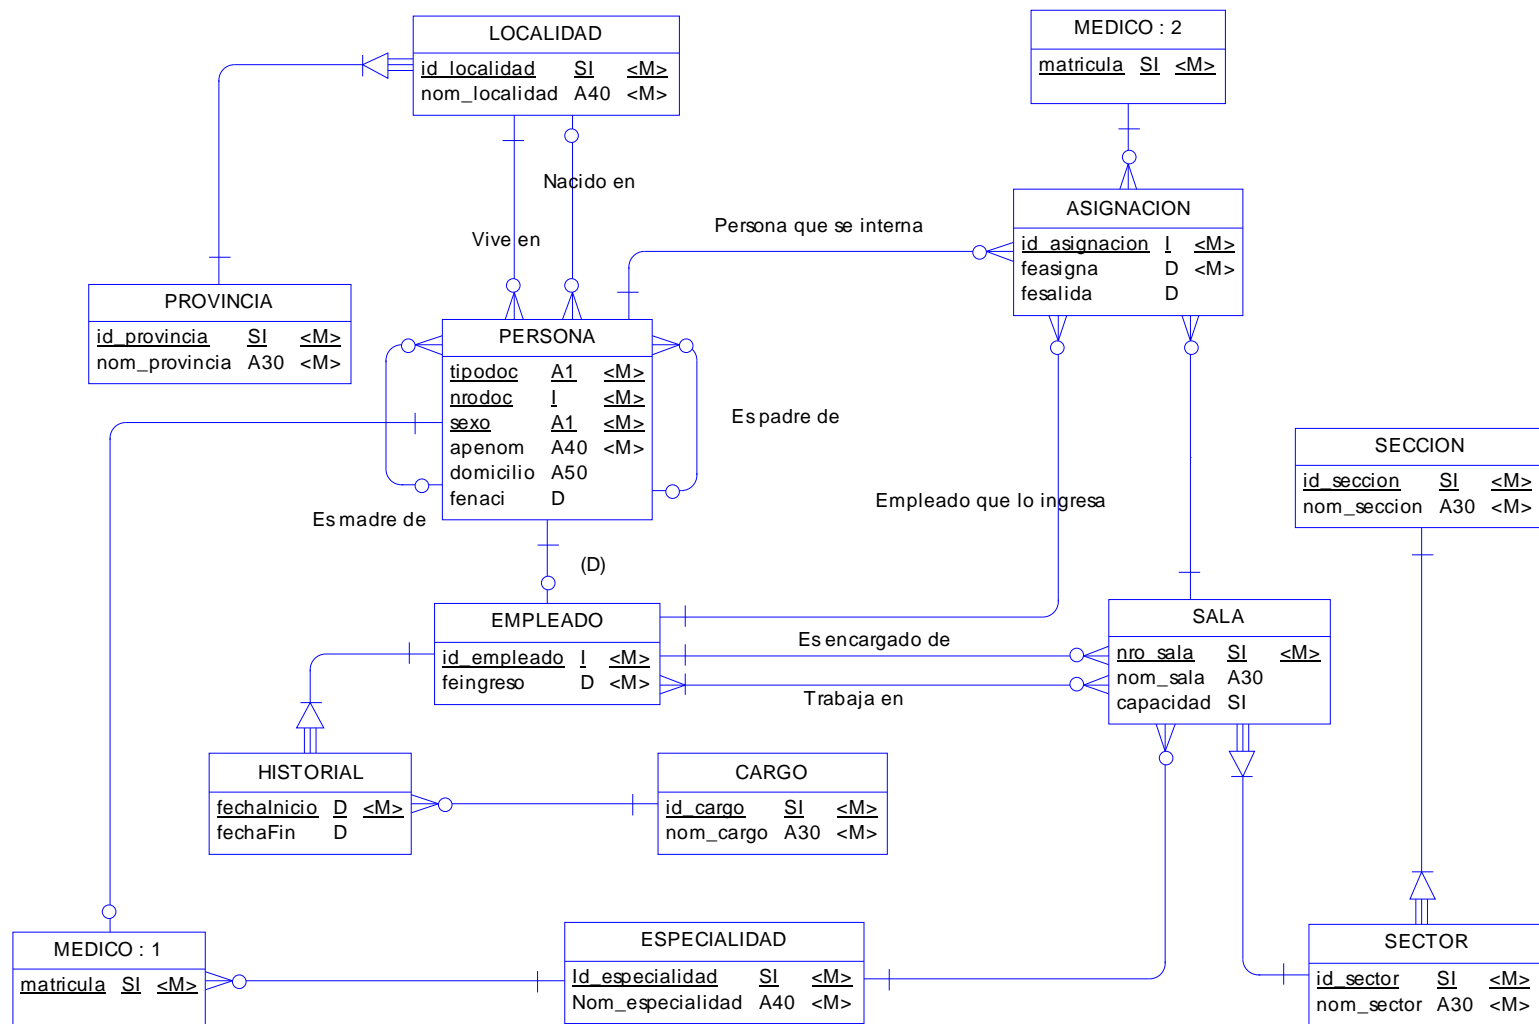 LOCALIDAD
id_localidad SI <M>
nom_localidad A40 <M>
MEDICO : 2
matricula SI <M>
Nacido en
Vive en
Persona que se interna
ASIGNACION
id_asignacion I <M>
feasigna D <M>
fesalida D
PROVINCIA
id_provincia SI <M>
nom_provincia A30 <M>
PERSONA
tipodoc A1 <M>
nrodoc I <M>
sexo A1 <M>
apenom A40 <M>
domicilio A50
fenaci D
Es padre de
Es madre de
Empleado que lo ingresa
SECCION
id_seccion SI <M>
nom_seccion A30 <M>
(D)
EMPLEADO
id_empleado I <M>
feingreso D <M>
Es encargado de
Trabaja en
SALA
nro_sala SI <M>
nom_sala A30
capacidad SI
HISTORIAL
fechaInicio D <M>
fechaFin D
CARGO
id_cargo SI <M>
nom_cargo A30 <M>
MEDICO : 1
matricula SI <M>
ESPECIALIDAD
Id_especialidad SI <M>
Nom_especialidad A40 <M>
SECTOR
id_sector SI <M>
nom_sector A30 <M>